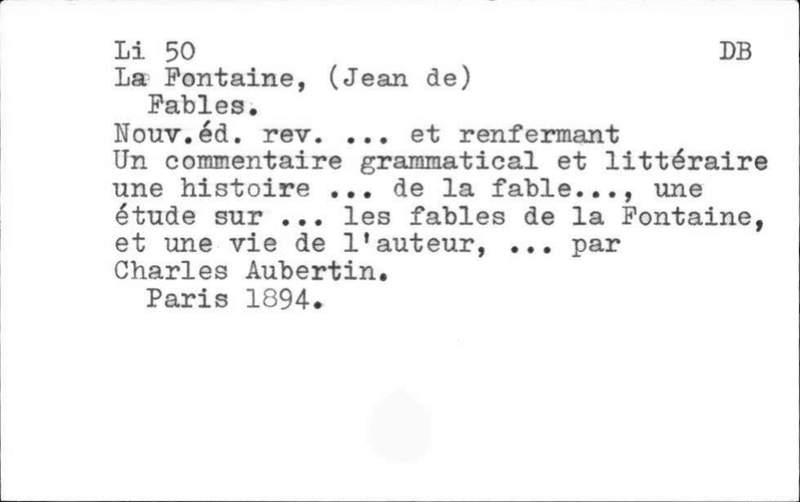 Li 50 DB
La Fontaine, (Jean de)
Fables.
Nouv.éd. rev. ... et renfermant
Un commentaire grammatical et littéraire
une histoire ... de la fable..., une
étude sur ... les fables de la Fontaine,
et une vie de l'auteur, ... par
Charles Aubertin.
Paris 1894.